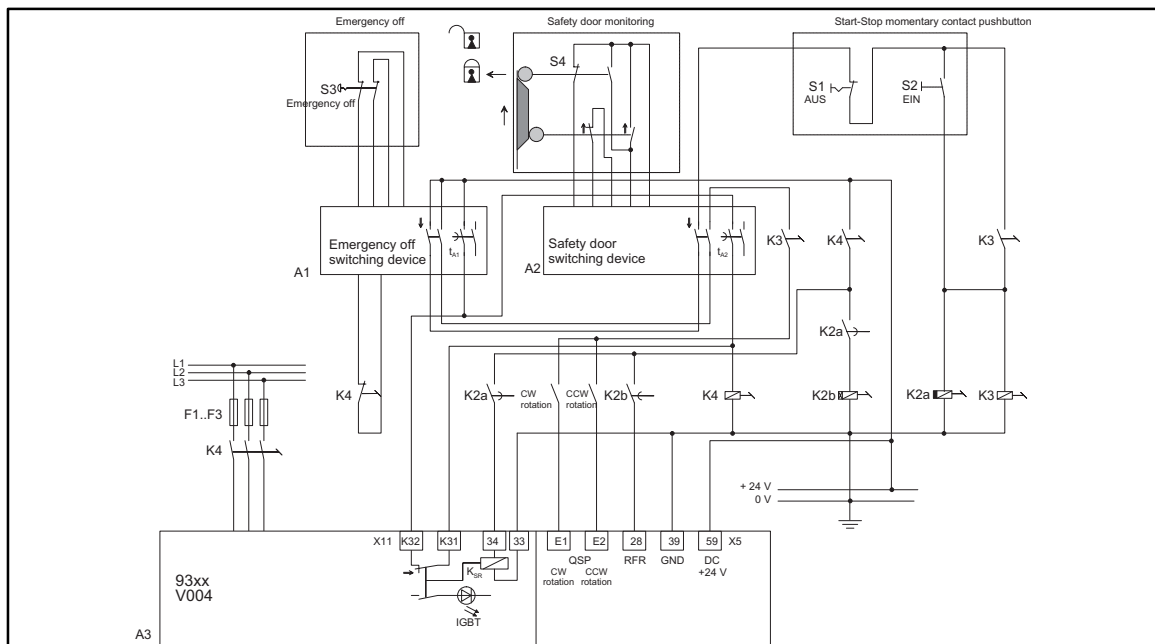 Emergency off
Safety door monitoring
Start-Stop momentary contact pushbutton
S3
Emergency off
S4
S1
AUS
S2
EIN
Emergency off
switching device
tA1
A1
Safety door
switching device
tA2
A2
K3
K4
K3
K2a
L1
L2
L3
F1..F3
K4
K4
K2a
CW
rotation
CCW
rotation
K2b
K4
K2b
K2a
K3
+ 24 V
0 V
X11
K32
K31
34
33
E1
E2
28
39
59
X5
QSP
RFR
GND
DC
+24 V
CW
rotation
CCW
rotation
KSR
IGBT
93xx
V004
A3